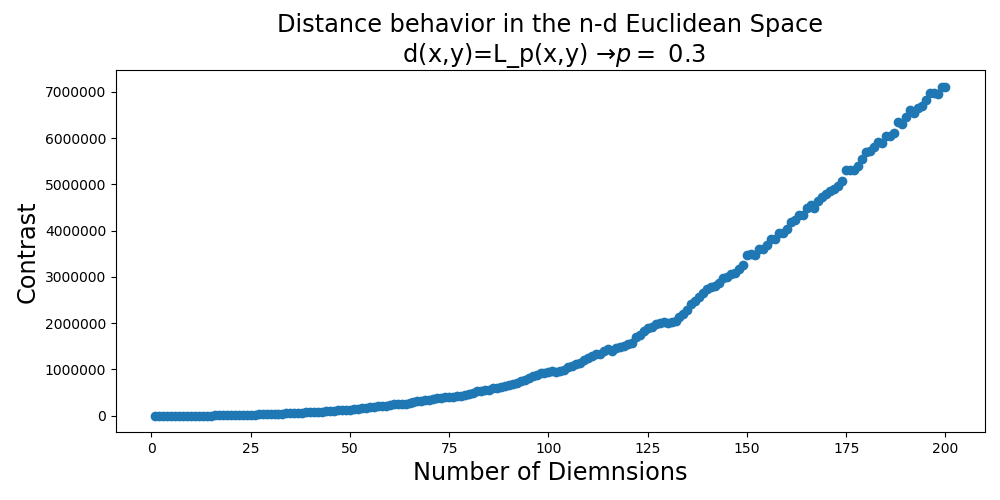 Distance behavior in the n-d Euclidean Space
d(x,y)=L_p(x,y) →p = 0.3
7000000
6000000
5000000
4000000
3000000
2000000
1000000
0
Contrast
0 25 50 75 100 125 150 175 200
Number of Diemnsions